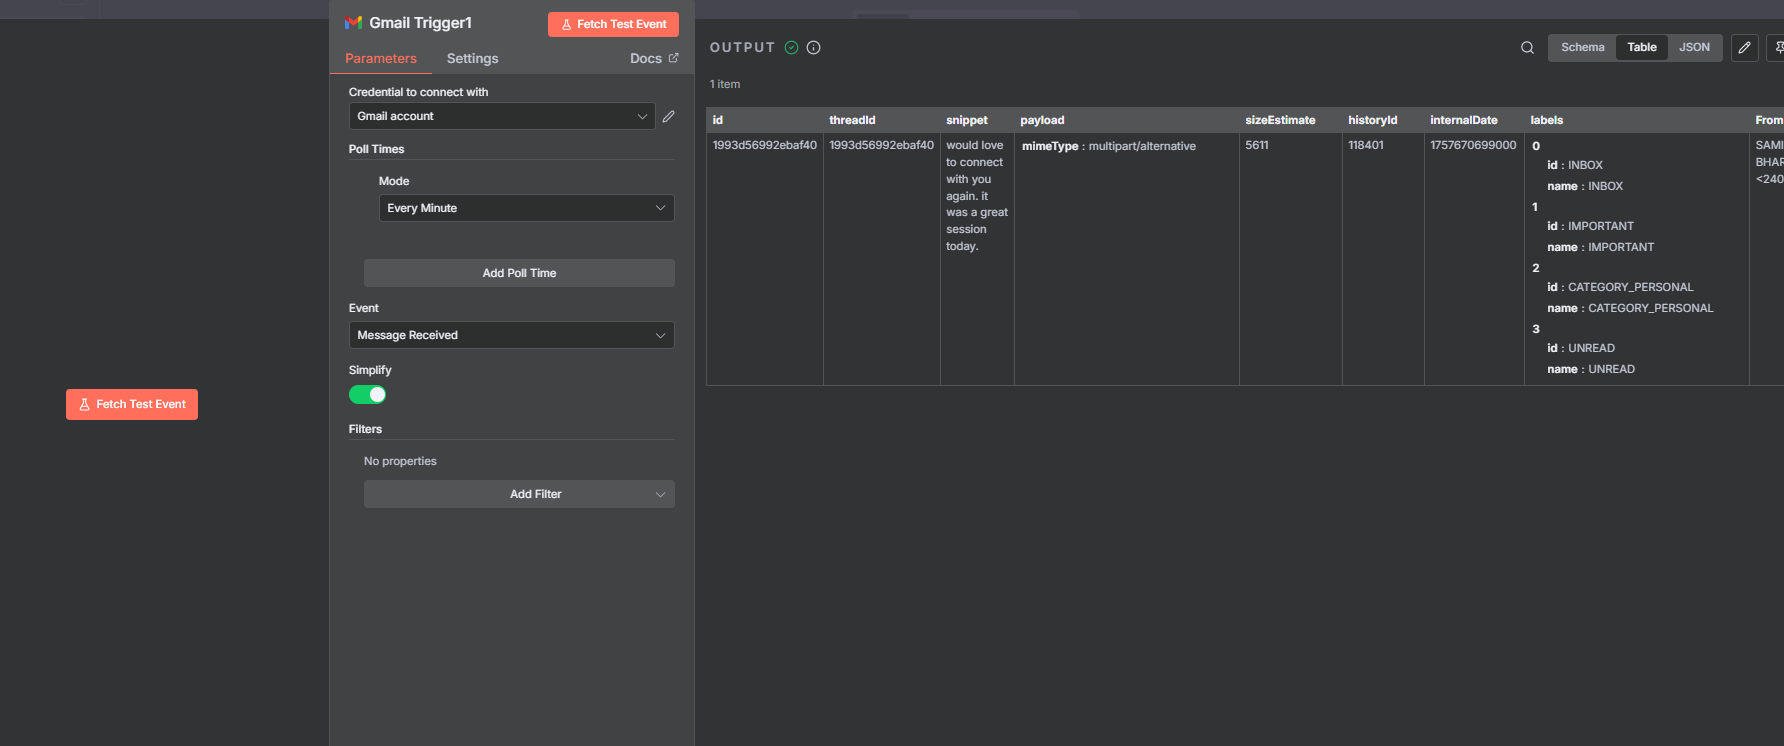 Gmail Trigger1
Fetch Test Event
Parameters
Settings
Docs
Credential to connect with
Gmail account
Poll Times
Mode
Every Minute
Add Poll Time
Event
Message Received
Simplify
Filters
No properties
Add Filter
Fetch Test Event
OUTPUT
Schema
Table
JSON
1 item
id
threadId
snippet
payload
sizeEstimate
historyId
internalDate
labels
From
1993d56992ebaf40
1993d56992ebaf40
would love
to connect
with you
again. it
was a great
session
today.
mimeType : multipart/alternative
5611
118401
1757670699000
0
id : INBOX
name : INBOX
1
id : IMPORTANT
name : IMPORTANT
2
id : CATEGORY_PERSONAL
name : CATEGORY_PERSONAL
3
id : UNREAD
name : UNREAD
SAMI
BHAR
<240